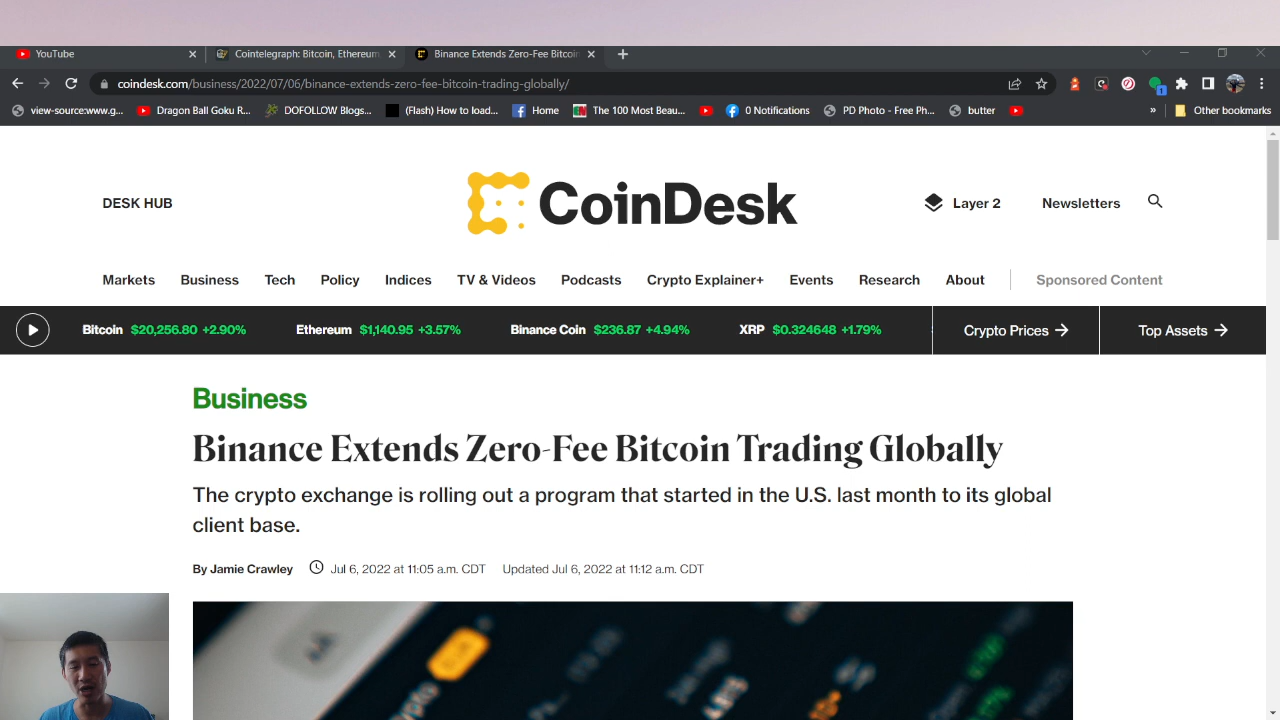 YouTube
Cointelegraph: Bitcoin, Ethereum
Binance Extends Zero-Fee Bitcoin
coindesk.com/business/2022/07/06/binance-extends-zero-fee-bitcoin-trading-globally/
1
view-source:www.g... Dragon Ball Goku R... DOFOLLOW Blogs... (Flash) How to load... Home The 100 Most Beau... 0 Notifications PD Photo - Free Ph... butter » Other bookmarks
DESK HUB
CoinDesk
Layer 2
Newsletters
Markets Business Tech Policy Indices TV & Videos Podcasts Crypto Explainer+ Events Research About Sponsored Content
Bitcoin $20,256.80 +2.90% Ethereum $1,140.95 +3.57% Binance Coin $236.87 +4.94% XRP $0.324648 +1.79% Crypto Prices → Top Assets →
Business
Binance Extends Zero-Fee Bitcoin Trading Globally
The crypto exchange is rolling out a program that started in the U.S. last month to its global
client base.
By Jamie Crawley Jul 6, 2022 at 11:05 a.m. CDT Updated Jul 6, 2022 at 11:12 a.m. CDT